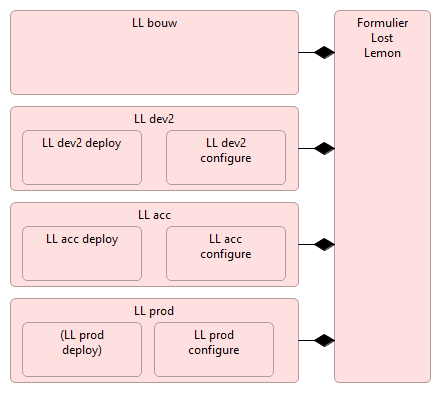 LL bouw
Formulier
Lost
Lemon
LL dev2
LL dev2 deploy
LL dev2
configure
LL acc
LL acc deploy
LL acc
configure
LL prod
(LL prod
deploy)
LL prod
configure